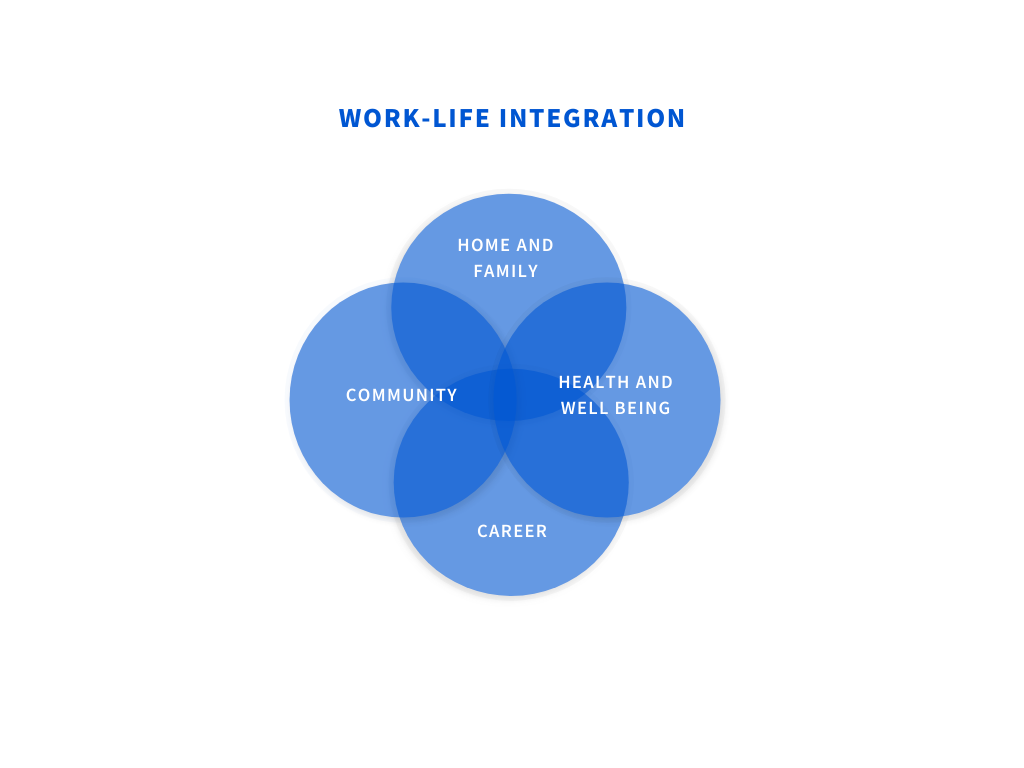 WORK-LIFE INTEGRATION
HOME AND
FAMILY
COMMUNITY
HEALTH AND
WELL BEING
CAREER